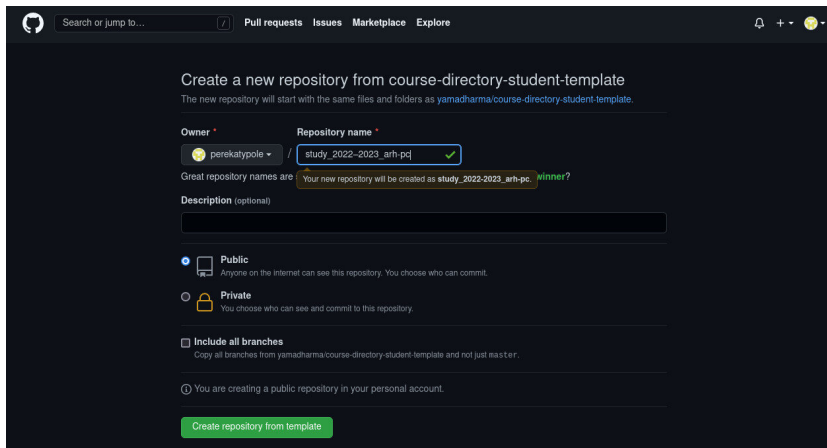 Search or jump to... / Pull requests Issues Marketplace Explore
Create a new repository from course-directory-student-template
The new repository will start with the same files and folders as yamadharma/course-directory-student-template.
Owner * Repository name *
perekatypole / study_2022–2023_arh-pc
Great repository names are winner?
Your new repository will be created as study_2022-2023_arh-pc.
Description (optional)
Public
Anyone on the internet can see this repository. You choose who can commit.
Private
You choose who can see and commit to this repository.
Include all branches
Copy all branches from yamadharma/course-directory-student-template and not just master.
You are creating a public repository in your personal account.
Create repository from template